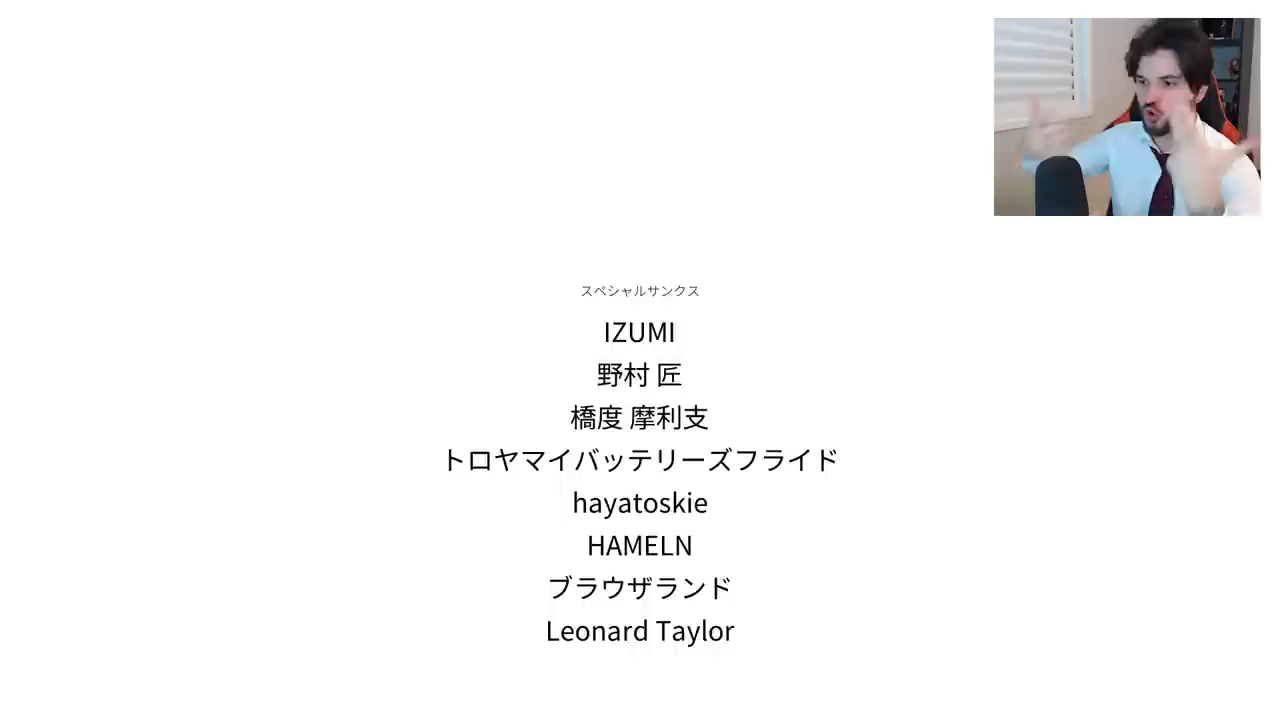 スペシャルサンクス
IZUMI
野村 匠
橋度 摩利支
トロヤマイバッテリーズフライド
hayatoskie
HAMELN
ブラウザランド
Leonard Taylor